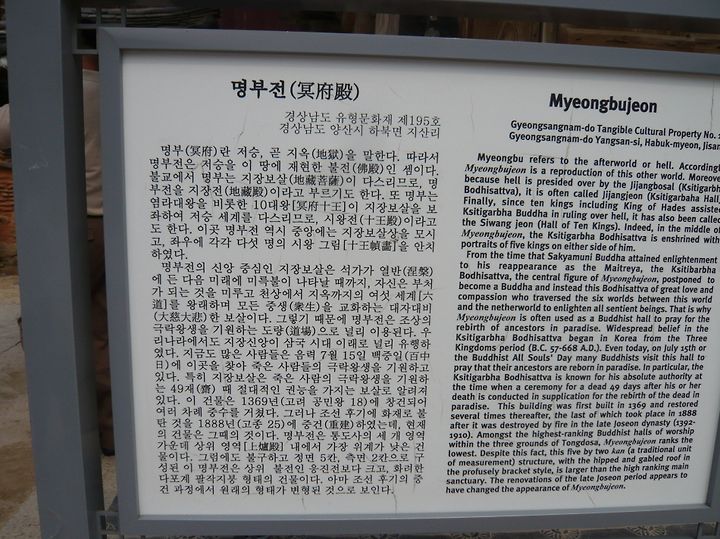 명부전(冥府殿)
경상남도 유형문화재 제195호
경상남도 양산시 하북면 지산리
명부(冥府)란 저승, 곧 지옥(地獄)을 말한다. 따라서
명부전은 저승을 이 땅에 재현한 불전(佛殿)인 셈이다.
불교에서 명부는 지장보살(地藏菩薩)이 다스리므로, 명
부전을 지장전(地藏殿)이라고 부르기도 한다. 또 명부는
염라대왕을 비롯한 10대왕[冥府十王]이 지장보살을 보
좌하여 저승 세계를 다스리므로, 시왕전(十王殿)이라고
도 한다. 이곳 명부전 역시 중앙에는 지장보살상을 모시
고, 좌우에 각각 다섯 명의 시왕 그림[十王幀畵]을 안치
하였다.
명부전의 신앙 중심인 지장보살은 석가가 열반(涅槃)
에 든 다음 미래에 미륵불이 나타날 때까지, 자신은 부처
가 되는 것을 미루고 천상에서 지옥까지의 여섯 세계[六
道]를 왕래하며 모든 중생(衆生)을 교화하는 대자대비
(大慈大悲)한 보살이다. 그렇기 때문에 명부전은 조상의
극락왕생을 기원하는 도량(道場)으로 널리 이용된다. 우
리나라에서도 지장신앙이 삼국 시대 이래로 널리 유행하
였다. 지금도 많은 사람들은 음력 7월 15일 백중일(百中
日)에 이곳을 찾아 죽은 사람들의 극락왕생을 기원하고
있다. 특히 지장보살은 죽은 사람의 극락왕생을 기원하
는 49재(齋) 때 절대적인 권능을 가지는 보살로 알려져
있다. 이 건물은 1369년(고려 공민왕 18)에 창건되어
여러 차례 중수를 거쳤다. 그러나 조선 후기에 화재로 불
탄 것을 1888년(고종 25)에 중건(重建)하였는데, 현재
의 건물은 그때의 것이다. 명부전은 통도사의 세 개 영역
가운데 상위 영역[上爐殿] 내에서 가장 위계가 낮은 건
물이다. 그럼에도 불구하고 정면 5칸, 측면 2칸으로 구
성된 이 명부전은 상위 불전인 응진전보다 크고, 화려한
다포계 팔작지붕 형태의 건물이다. 아마 조선 후기의 중
건 과정에서 원래의 형태가 변형된 것으로 보인다.
Myeongbujeon
Gyeongsangnam-do Tangible Cultural Property No.
Gyeongsangnam-do Yangsan-si, Habuk-myeon, Jisan
Myeongbu refers to the afterworld or hell. Accordingl
Myeongbujeon is a reproduction of this other world. Moreove
because hell is presided over by the Jijangbosal (Ksitigarbh
Bodhisattva), it is often called Jijangjeon (Ksitigarbaha Hall
Finally, since ten kings including King of Hades assisted
Ksitigarbha Buddha in ruling over hell, it has also been called
the Siwang jeon (Hall of Ten Kings). Indeed, in the middle of
Myeongbujeon, the Ksitigarbha Bodhisattva is enshrined with
portraits of five kings on either side of him.
From the time that Sakyamuni Buddha attained enlightenment
to his reappearance as the Maitreya, the Ksitibarbha
Bodhisattva, the central figure of Myeongbujeon, postponed to
become a Buddha and instead this Bodhisattva of great love and
compassion who traversed the six worlds between this world
and the netherworld to enlighten all sentient beings. That is why
Myeongbujeon is often used as a Buddhist hall to pray for the
rebirth of ancestors in paradise. Widespread belief in the
Ksitigarbha Bodhisattva began in Korea from the Three
Kingdoms period (B.C. 57-668 A.D.). Even today, on July 15th or
the Buddhist All Souls' Day many Buddhists visit this hall to
pray that their ancestors are reborn in paradise. In particular, the
Ksitigarbha Bodhisattva is known for his absolute authority at
the time when a ceremony for a dead 49 days after his or her
death is conducted in supplication for the rebirth of the dead in
paradise. This building was first built in 1369 and restored
several times thereafter, the last of which took place in 1888
after it was destroyed by fire in the late Joseon dynasty (1392-
1910). Amongst the highest-ranking Buddhist halls of worship
within the three grounds of Tongdosa, Myeongbujeon ranks the
lowest. Despite this fact, this five by two kan (a traditional unit
of measurement) structure, with the hipped and gabled roof in
the profusely bracket style, is larger than the high ranking main
sanctuary. The renovations of the late Joseon period appears to
have changed the appearance of Myeongbujeon.